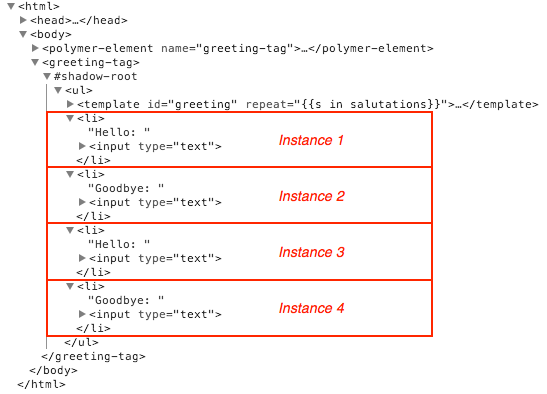 ▼<html>
▶<head>…</head>
▼<body>
▶<polymer-element name="greeting-tag">…</polymer-element>
▼<greeting-tag>
▼#shadow-root
▼<ul>
▶<template id="greeting" repeat="{{s in salutations}}">…</template>
▼<li>
"Hello: " Instance 1
▶<input type="text">
</li>
▼<li>
"Goodbye: " Instance 2
▶<input type="text">
</li>
▼<li>
"Hello: " Instance 3
▶<input type="text">
</li>
▼<li>
"Goodbye: " Instance 4
▶<input type="text">
</li>
</ul>
</greeting-tag>
</body>
</html>